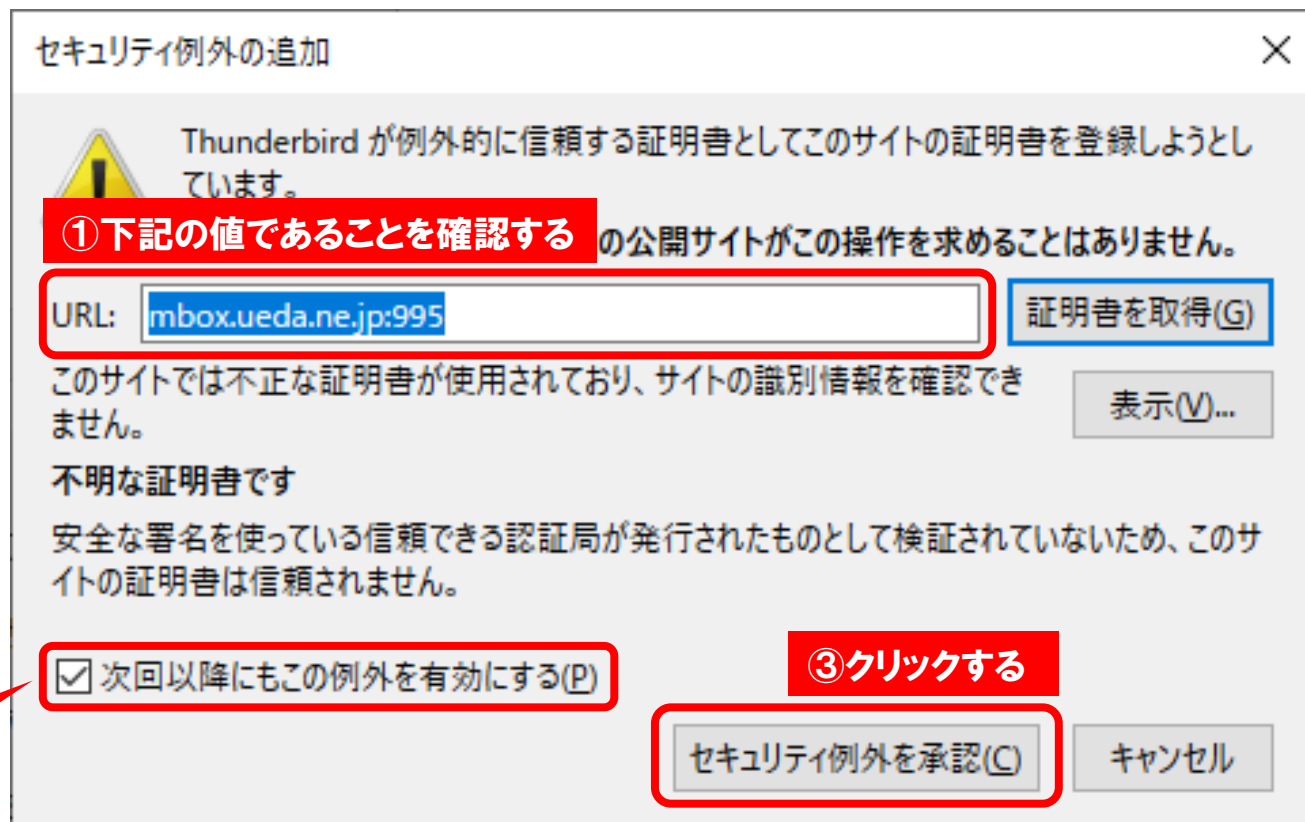 セキュリティ例外の追加
Thunderbird が例外的に信頼する証明書としてこのサイトの証明書を登録しようとし
ています。
①下記の値であることを確認する
の公開サイトがこの操作を求めることはありません。
URL: mbox.ueda.ne.jp:995
証明書を取得(G)
このサイトでは不正な証明書が使用されており、サイトの識別情報を確認でき
ません。
表示(V)...
不明な証明書です
安全な署名を使っている信頼できる認証局が発行されたものとして検証されていないため、このサ
イトの証明書は信頼されません。
次回以降にもこの例外を有効にする(P)
③クリックする
セキュリティ例外を承認(C)
キャンセル